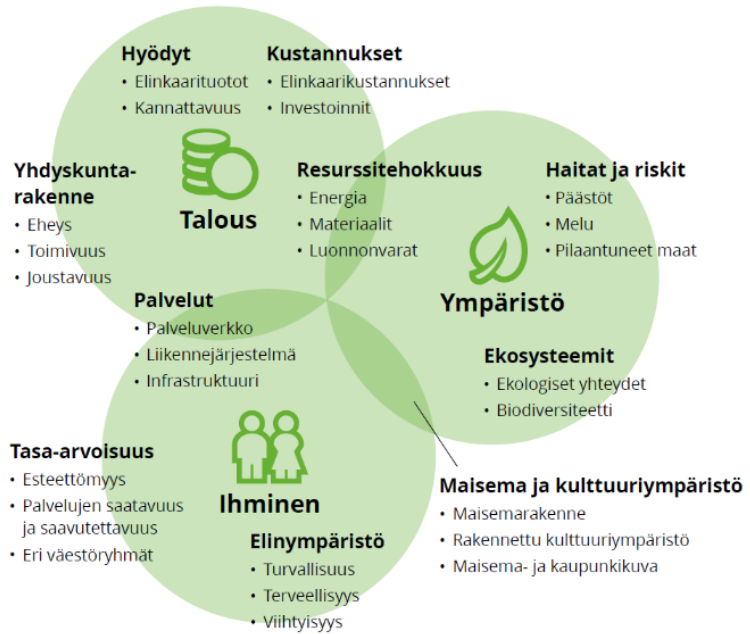 Hyödyt
• Elinkaarituotot
• Kannattavuus
Kustannukset
• Elinkaarikustannukset
• Investoinnit
Yhdyskunta-
rakenne
• Eheys
• Toimivuus
• Joustavuus
Talous
Resurssitehokkuus
• Energia
• Materiaalit
• Luonnonvarat
Haitat ja riskit
• Päästöt
• Melu
• Pilaantuneet maat
Ympäristö
Palvelut
• Palveluverkko
• Liikennejärjestelmä
• Infrastruktuuri
Ekosysteemit
• Ekologiset yhteydet
• Biodiversiteetti
Tasa-arvoisuus
• Esteettömyys
• Palvelujen saatavuus
ja saavutettavuus
• Eri väestöryhmät
Ihminen
Elinympäristö
• Turvallisuus
• Terveellisyys
• Viihtyisyys
Maisema ja kulttuuriympäristö
• Maisemarakenne
• Rakennettu kulttuuriympäristö
• Maisema- ja kaupunkikuva